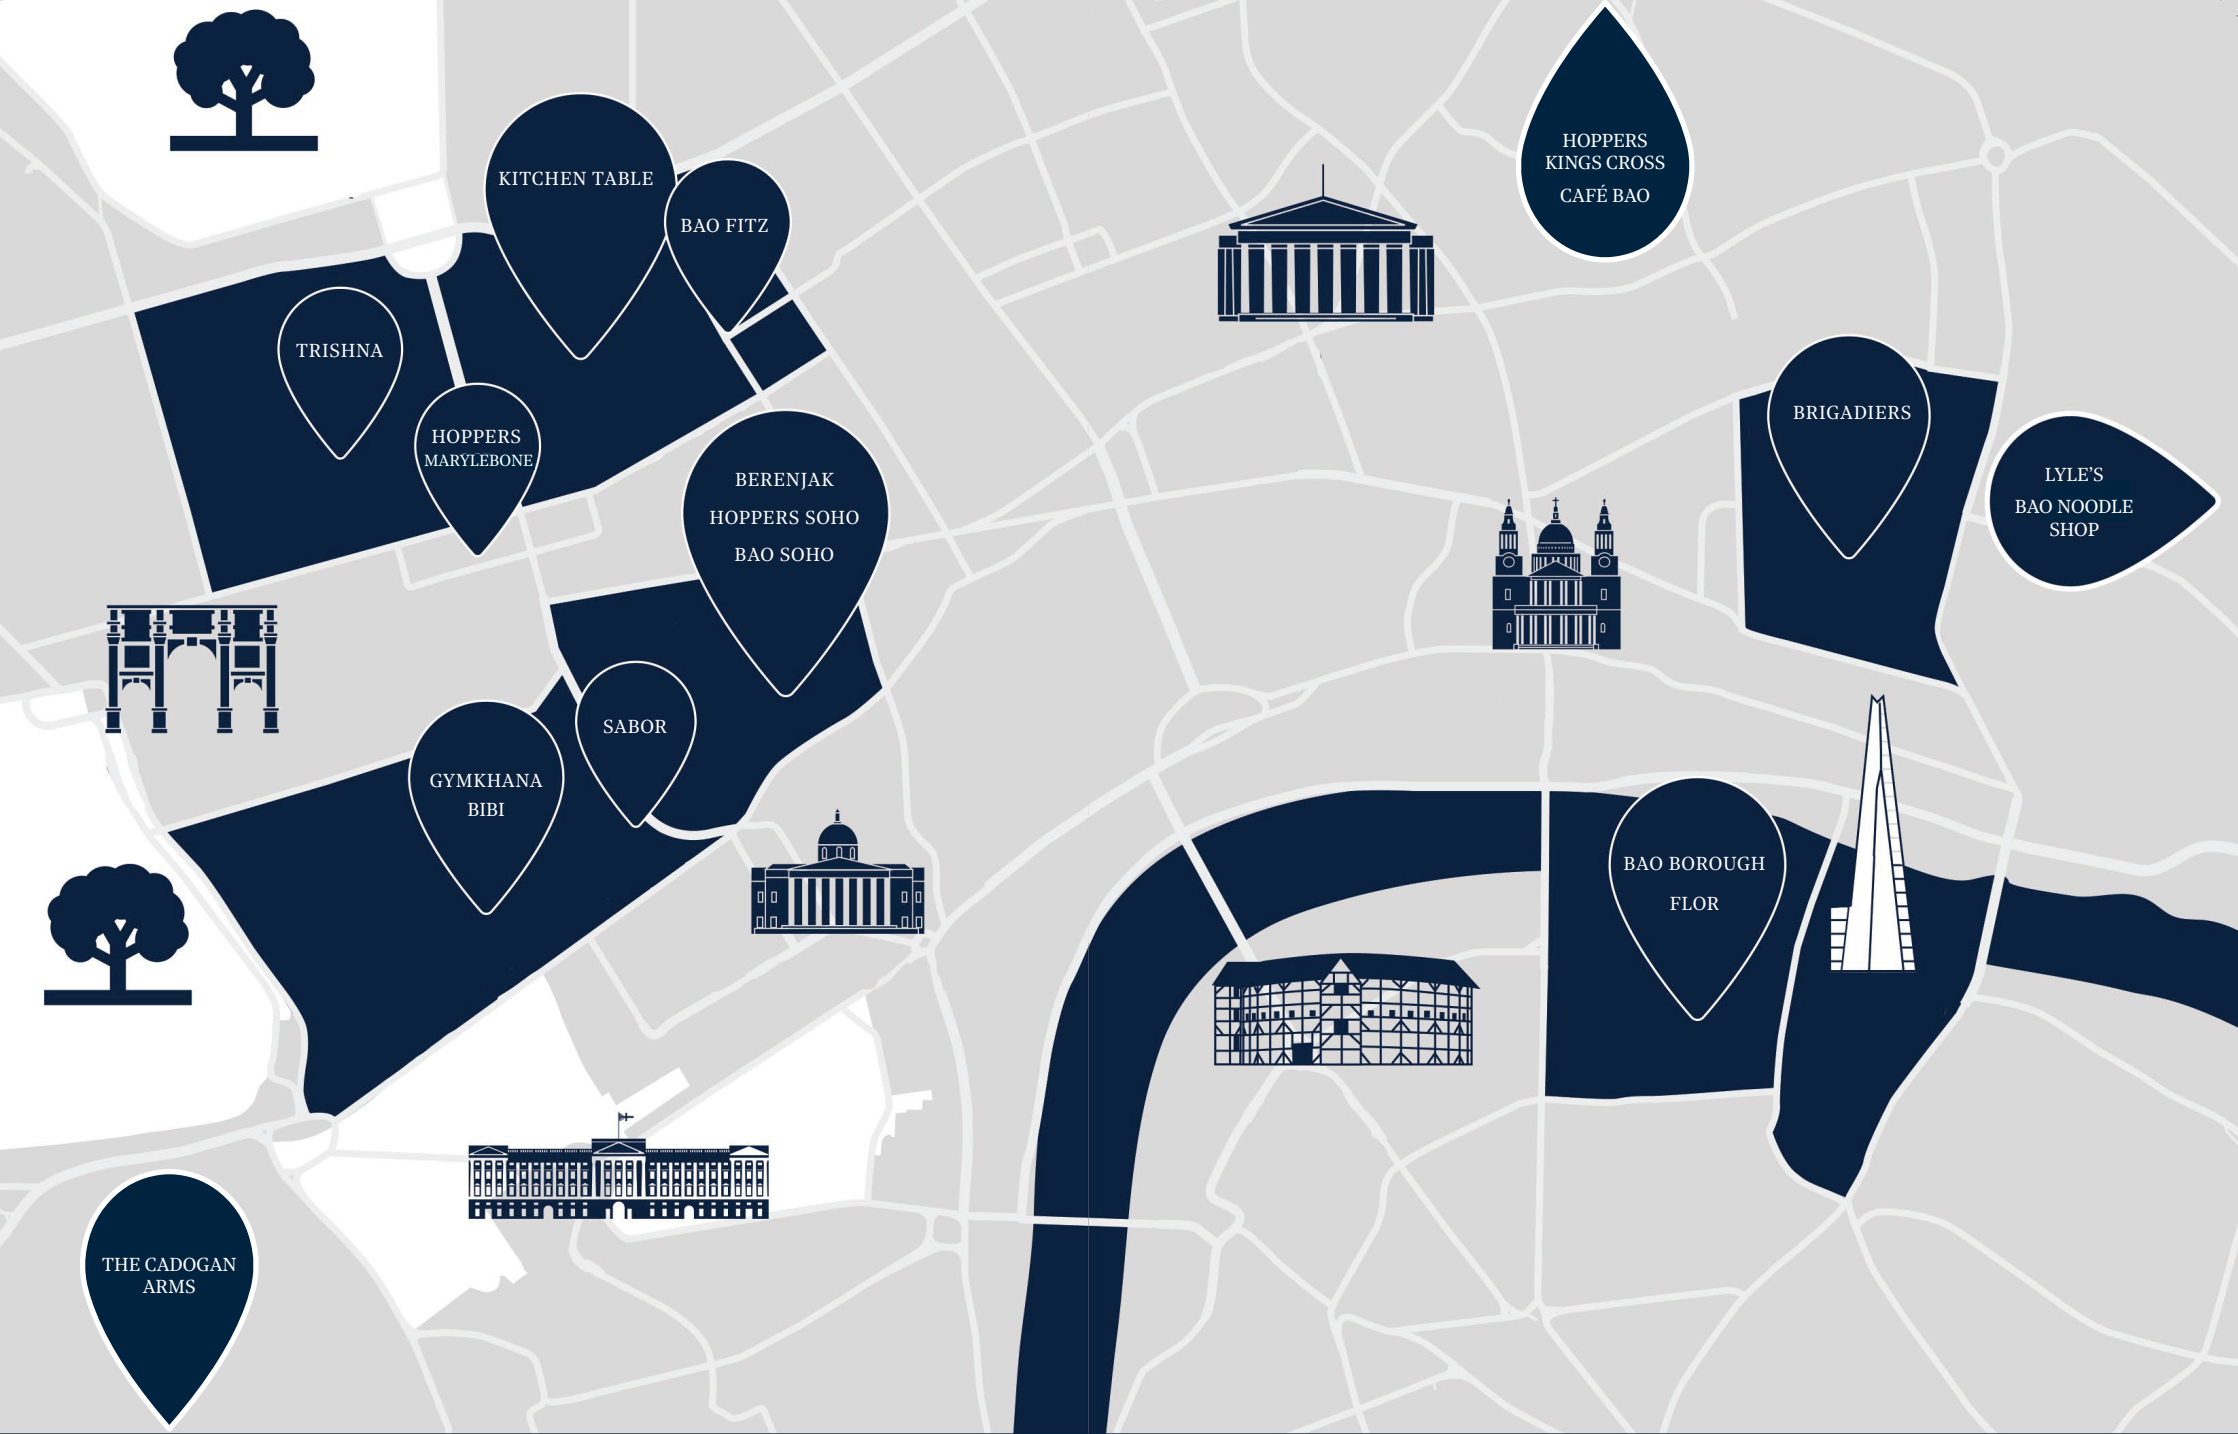 HOPPERS
KINGS CROSS
CAFÉ BAO
KITCHEN TABLE
BAO FITZ
TRISHNA
HOPPERS
MARYLEBONE
BERENJAK
HOPPERS SOHO
BAO SOHO
BRIGADIERS
LYLE’S
BAO NOODLE
SHOP
SABOR
GYMKHANA
BIBI
BAO BOROUGH
FLOR
THE CADOGAN
ARMS